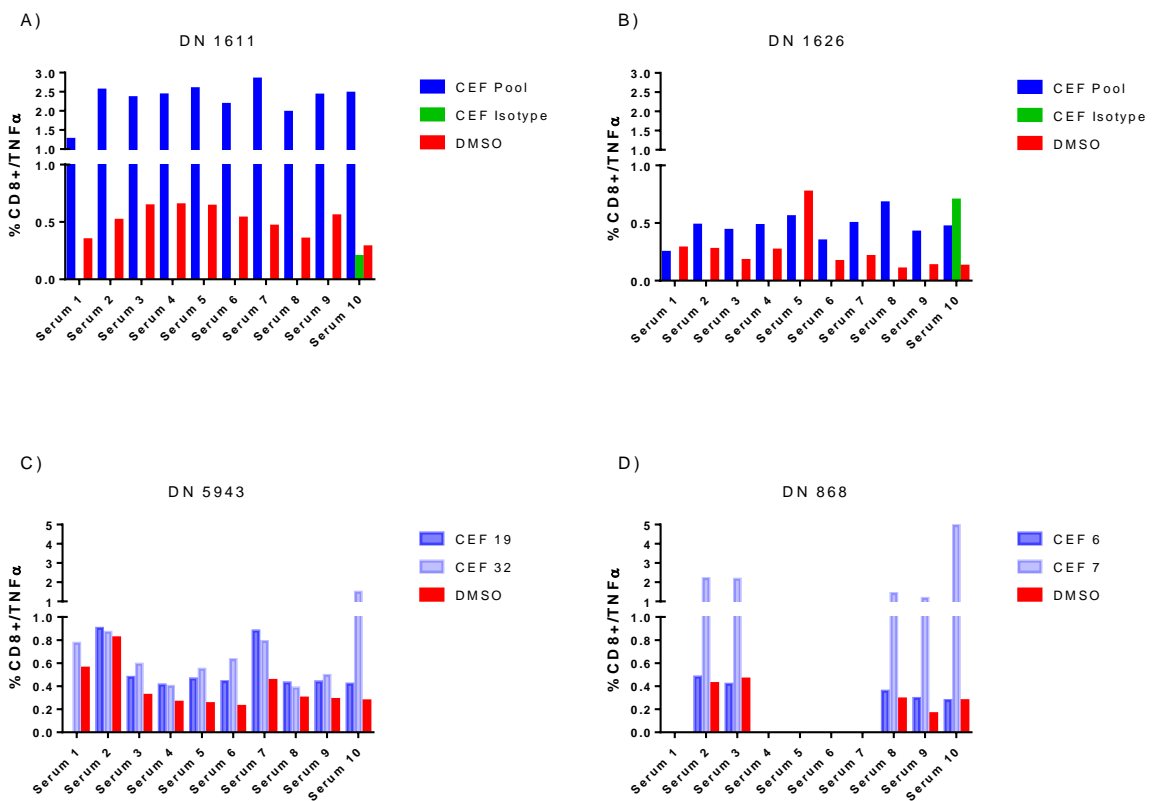 A)
DN 1611
%CD8+/TNFα
3.0
2.5
2.0
1.5
1.0
1.0
0.5
0.0
Serum 1
Serum 2
Serum 3
Serum 4
Serum 5
Serum 6
Serum 7
Serum 8
Serum 9
Serum 10
CEF Pool
CEF Isotype
DMSO
B)
DN 1626
%CD8+/TNFα
3.0
2.5
2.0
1.5
1.0
1.0
0.5
0.0
Serum 1
Serum 2
Serum 3
Serum 4
Serum 5
Serum 6
Serum 7
Serum 8
Serum 9
Serum 10
CEF Pool
CEF Isotype
DMSO
C)
DN 5943
%CD8+/TNFα
5
4
3
2
1
1.0
0.8
0.6
0.4
0.2
0.0
Serum 1
Serum 2
Serum 3
Serum 4
Serum 5
Serum 6
Serum 7
Serum 8
Serum 9
Serum 10
CEF 19
CEF 32
DMSO
D)
DN 868
%CD8+/TNFα
5
4
3
2
1
1.0
0.8
0.6
0.4
0.2
0.0
Serum 1
Serum 2
Serum 3
Serum 4
Serum 5
Serum 6
Serum 7
Serum 8
Serum 9
Serum 10
CEF 6
CEF 7
DMSO